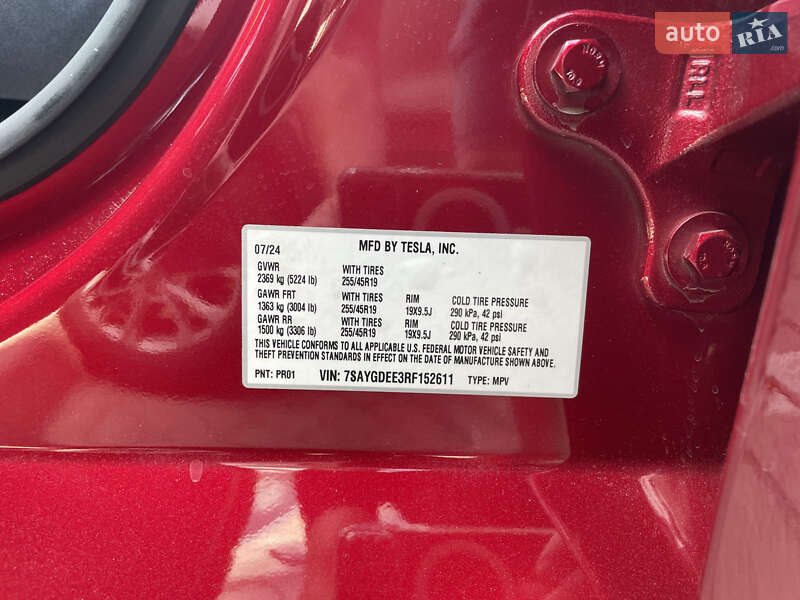 auto RIA.com
07/24 MFD BY TESLA, INC.
GVWR WITH TIRES
2369 kg (5224 lb) 255/45R19
GAWR FRT WITH TIRES RIM COLD TIRE PRESSURE
1363 kg (3004 lb) 255/45R19 19X9.5J 290 kPa, 42 psi
GAWR RR WITH TIRES RIM COLD TIRE PRESSURE
1500 kg (3306 lb) 255/45R19 19X9.5J 290 kPa, 42 psi
THIS VEHICLE CONFORMS TO ALL APPLICABLE U.S. FEDERAL MOTOR VEHICLE SAFETY AND
THEFT PREVENTION STANDARDS IN EFFECT ON THE DATE OF MANUFACTURE SHOWN ABOVE.
PNT: PR01 VIN: 7SAYGDEE3RF152611 TYPE: MPV